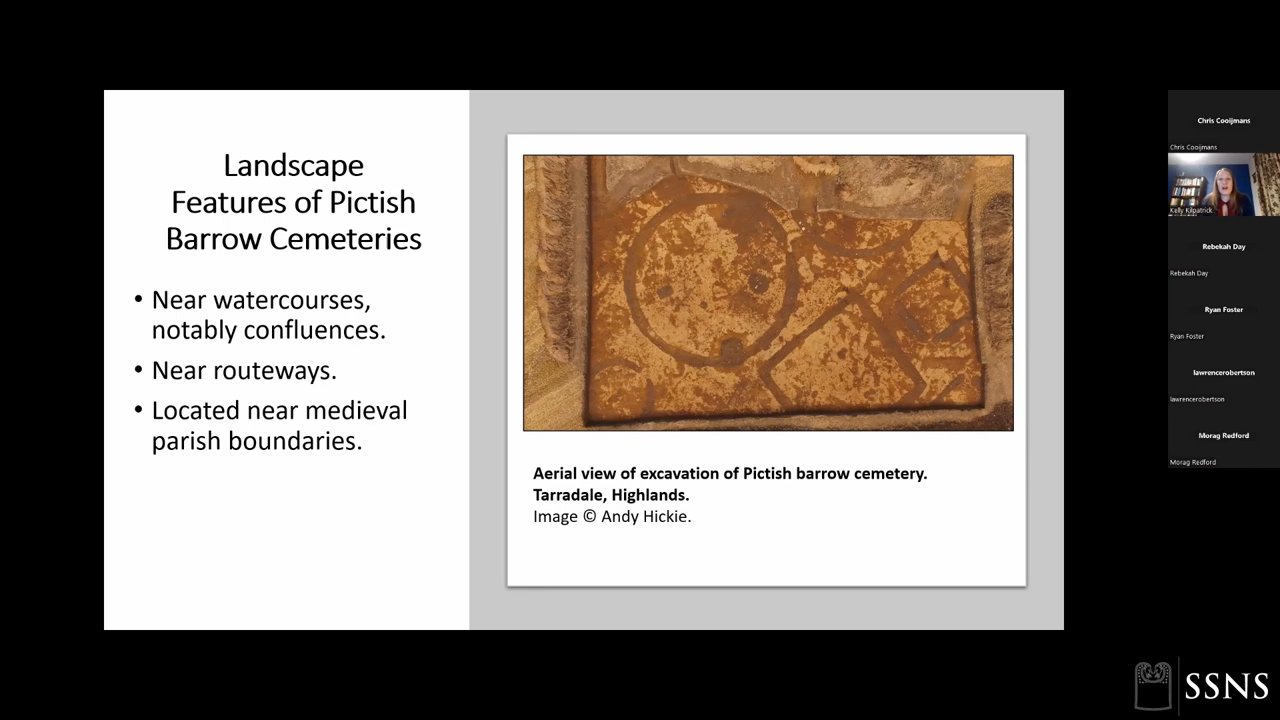 Landscape
Features of Pictish
Barrow Cemeteries
• Near watercourses,
notably confluences.
• Near routeways.
• Located near medieval
parish boundaries.
Aerial view of excavation of Pictish barrow cemetery.
Tarradale, Highlands.
Image © Andy Hickie.
Chris Cooijmans
Chris Cooijmans
Kelly Kilpatrick
Rebekah Day
Rebekah Day
Ryan Foster
Ryan Foster
lawrencerobertson
lawrencerobertson
Morag Redford
Morag Redford
SSNS